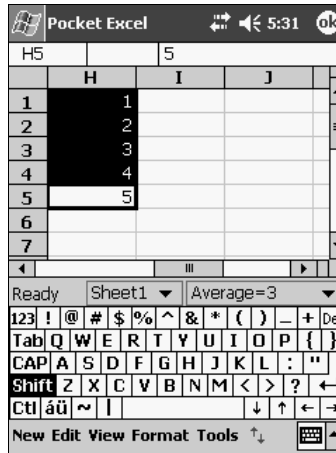 Pocket Excel 5:31 ok
H5 5
H I J
1 1
2 2
3 3
4 4
5 5
6
7
Ready Sheet1 Average=3
123 ! @ # $ % ^ & * ( ) _ + De
Tab Q W E R T Y U I O P { }
CAP A S D F G H J K L : "
Shift Z X C V B N M < > ? ←
Ctl áü ~ | ↓ ↑ ← →
New Edit View Format Tools